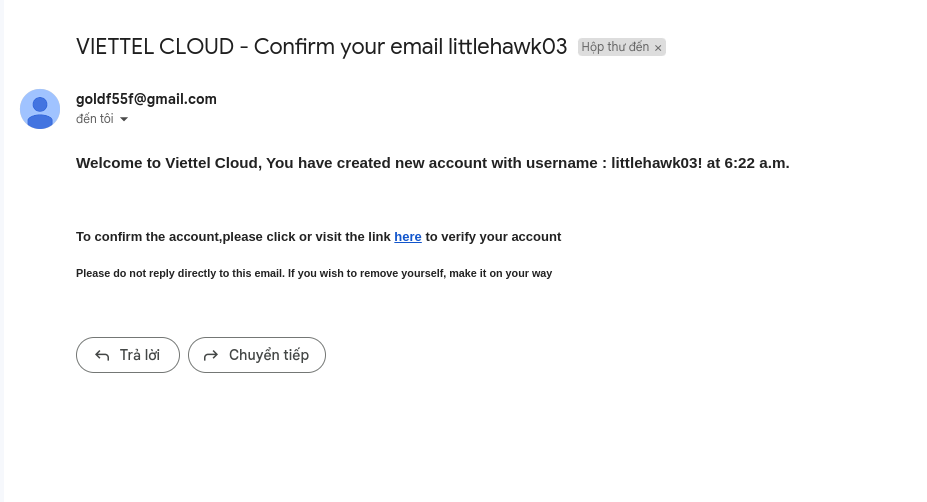 VIETTEL CLOUD - Confirm your email littlehawk03 Hộp thư đến ×
goldf55f@gmail.com
đến tôi
Welcome to Viettel Cloud, You have created new account with username : littlehawk03! at 6:22 a.m.
To confirm the account,please click or visit the link here to verify your account
Please do not reply directly to this email. If you wish to remove yourself, make it on your way
Trả lời Chuyển tiếp